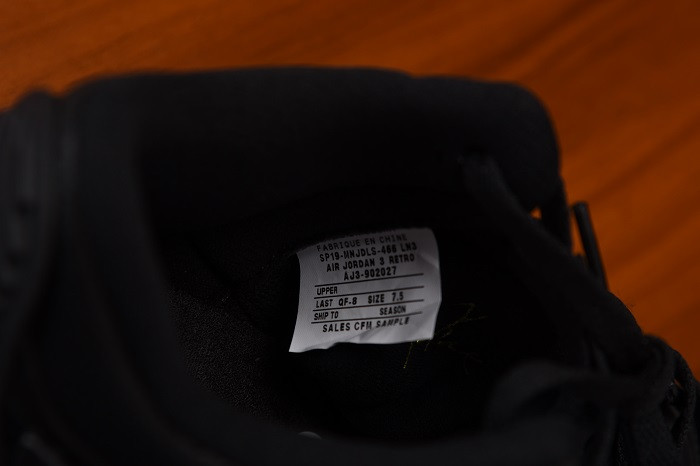 FABRIQUE EN CHINE
SP19-MNJDLS-466 LN3
AIR JORDAN 3 RETRO
AJ3-902027
UPPER
LAST QF-8 SIZE 7.5
SHIP TO SEASON
SALES CFM SAMPLE